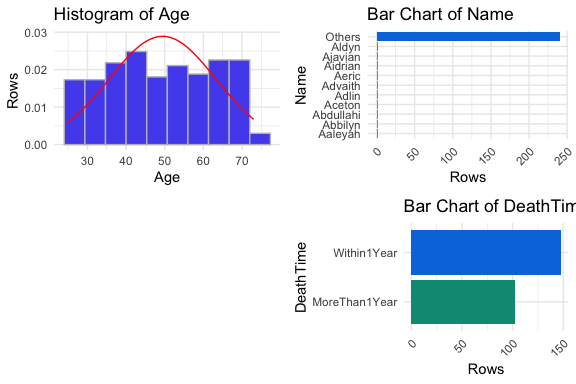 Histogram of Age
0.03
0.02
0.01
0.00
Rows
30 40 50 60 70
Age
Bar Chart of Name
Others
Aldyn
Ajavian
Aidrian
Aeric
Advaith
Adlin
Aceton
Abdullahi
Abbilyn
Aaleyah
Name
0 50 100 150 200 250
Rows
Bar Chart of DeathTim
Within1Year
MoreThan1Year
DeathTime
0 50 100 150
Rows